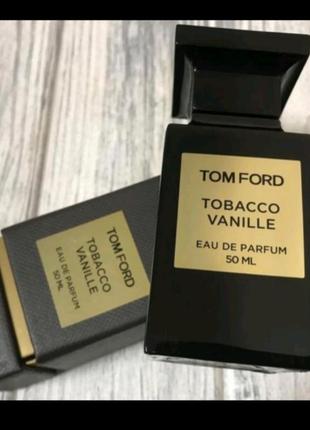 TOM FORD
TOBACCO
VANILLE
EAU DE PARFUM
50 ML
TOM FORD
TOBACCO
VANILLE
EAU DE PARFUM
50 ML